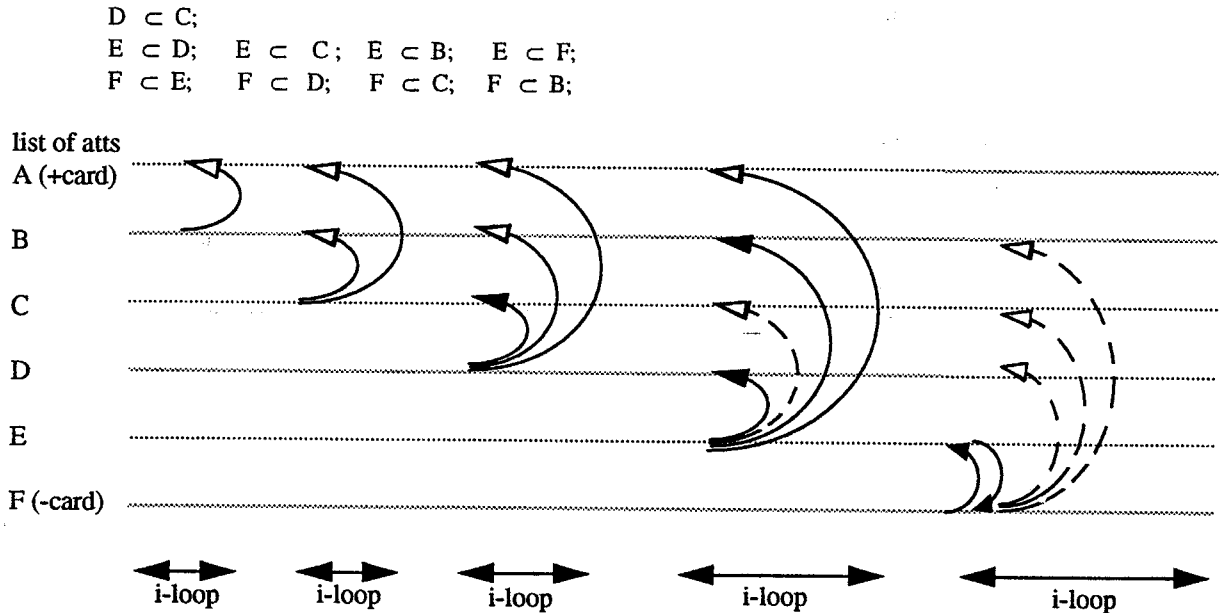 D ⊂ C;
E ⊂ D; E ⊂ C; E ⊂ B; E ⊂ F;
F ⊂ E; F ⊂ D; F ⊂ C; F ⊂ B;
list of atts
A (+card)
B
C
D
E
F (-card)
i-loop i-loop i-loop i-loop i-loop